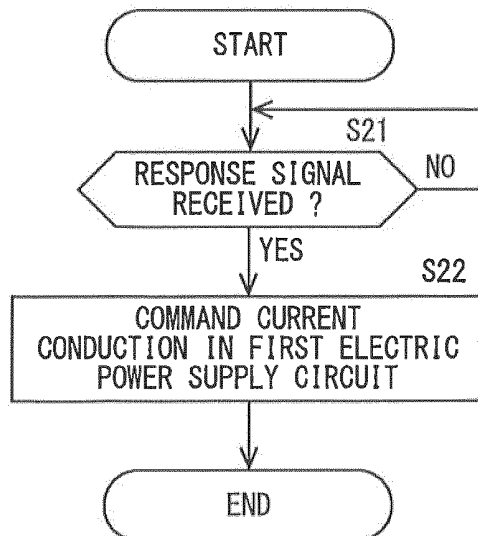 START
S21
RESPONSE SIGNAL
RECEIVED ?
NO
YES
S22
COMMAND CURRENT
CONDUCTION IN FIRST ELECTRIC
POWER SUPPLY CIRCUIT
END